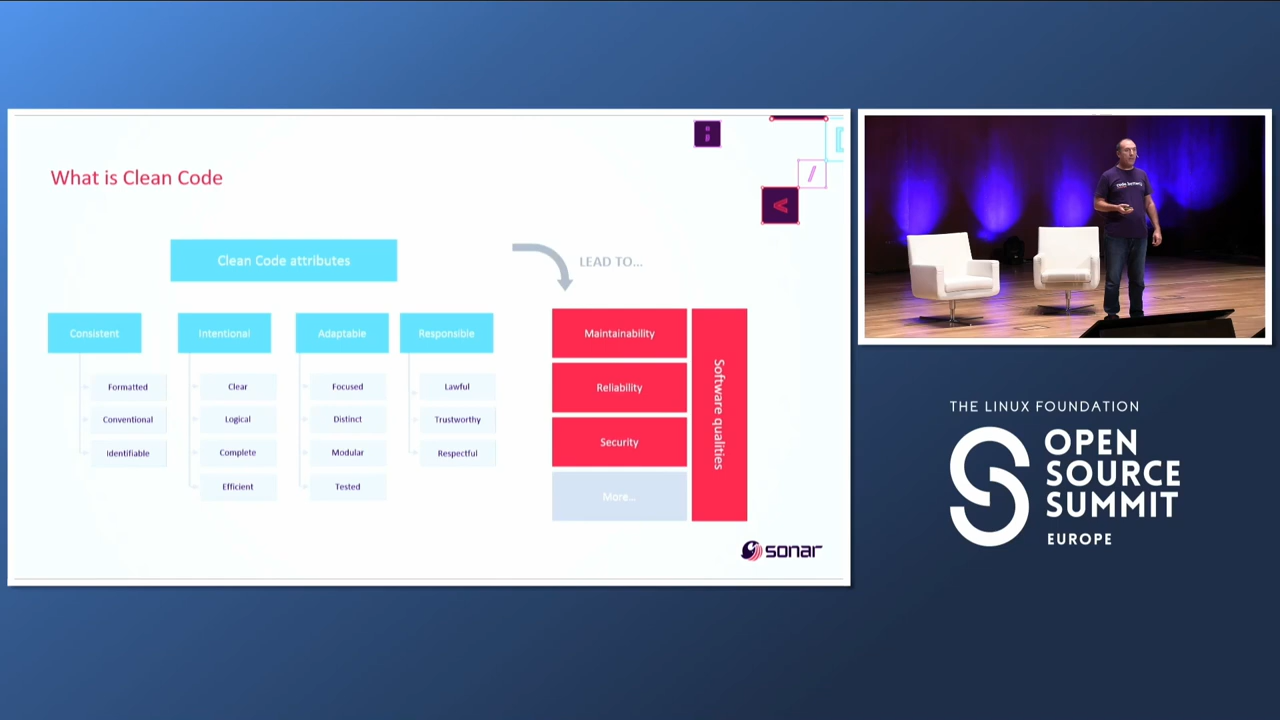 ;
/
<
What is Clean Code
Clean Code attributes
LEAD TO...
Consistent
Intentional
Adaptable
Responsible
Formatted
Clear
Focused
Lawful
Conventional
Logical
Distinct
Trustworthy
Identifiable
Complete
Modular
Respectful
Efficient
Tested
Maintainability
Reliability
Security
More...
Software qualities
sonar
THE LINUX FOUNDATION
OPEN
SOURCE
SUMMIT
EUROPE